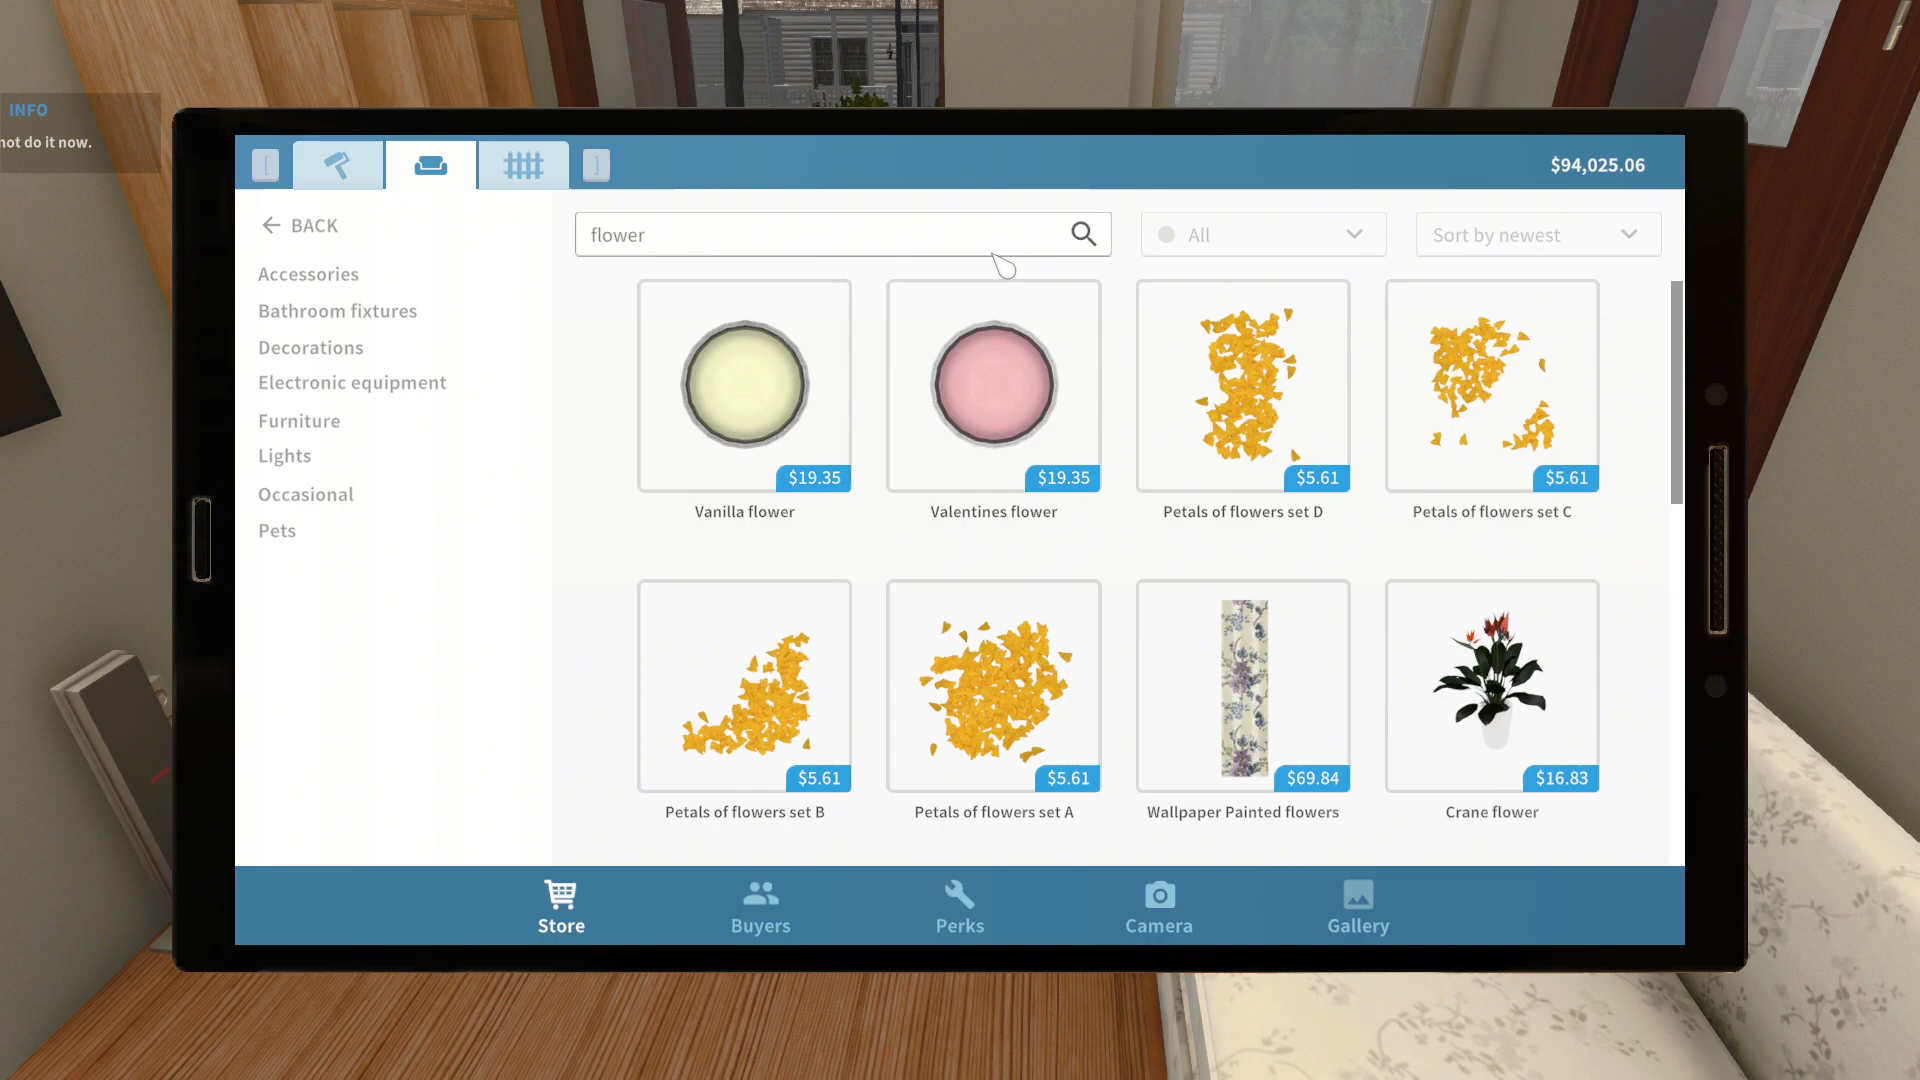 INFO
not do it now.
[
]
$94,025.06
BACK
flower
All
Sort by newest
Accessories
Bathroom fixtures
Decorations
Electronic equipment
Furniture
Lights
Occasional
Pets
$19.35
$19.35
$5.61
$5.61
Vanilla flower
Valentines flower
Petals of flowers set D
Petals of flowers set C
$5.61
$5.61
$69.84
$16.83
Petals of flowers set B
Petals of flowers set A
Wallpaper Painted flowers
Crane flower
Store
Buyers
Perks
Camera
Gallery